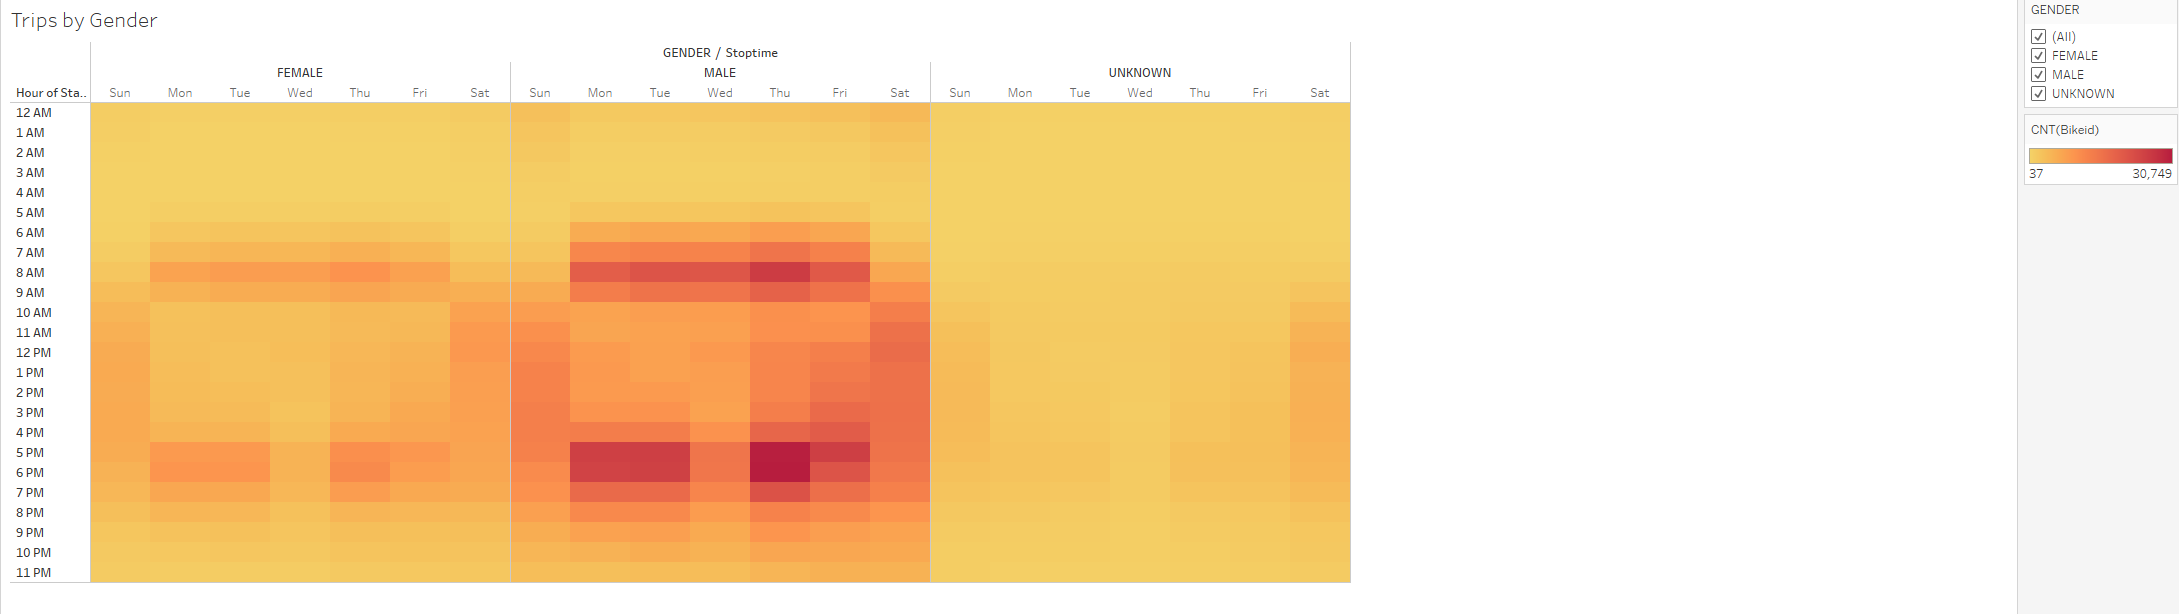 Trips by Gender
GENDER / Stoptime
FEMALE MALE UNKNOWN
Hour of Sta.. Sun Mon Tue Wed Thu Fri Sat Sun Mon Tue Wed Thu Fri Sat Sun Mon Tue Wed Thu Fri Sat
12 AM
1 AM
2 AM
3 AM
4 AM
5 AM
6 AM
7 AM
8 AM
9 AM
10 AM
11 AM
12 PM
1 PM
2 PM
3 PM
4 PM
5 PM
6 PM
7 PM
8 PM
9 PM
10 PM
11 PM
GENDER
(All)
FEMALE
MALE
UNKNOWN
CNT(Bikeid)
37 30,749